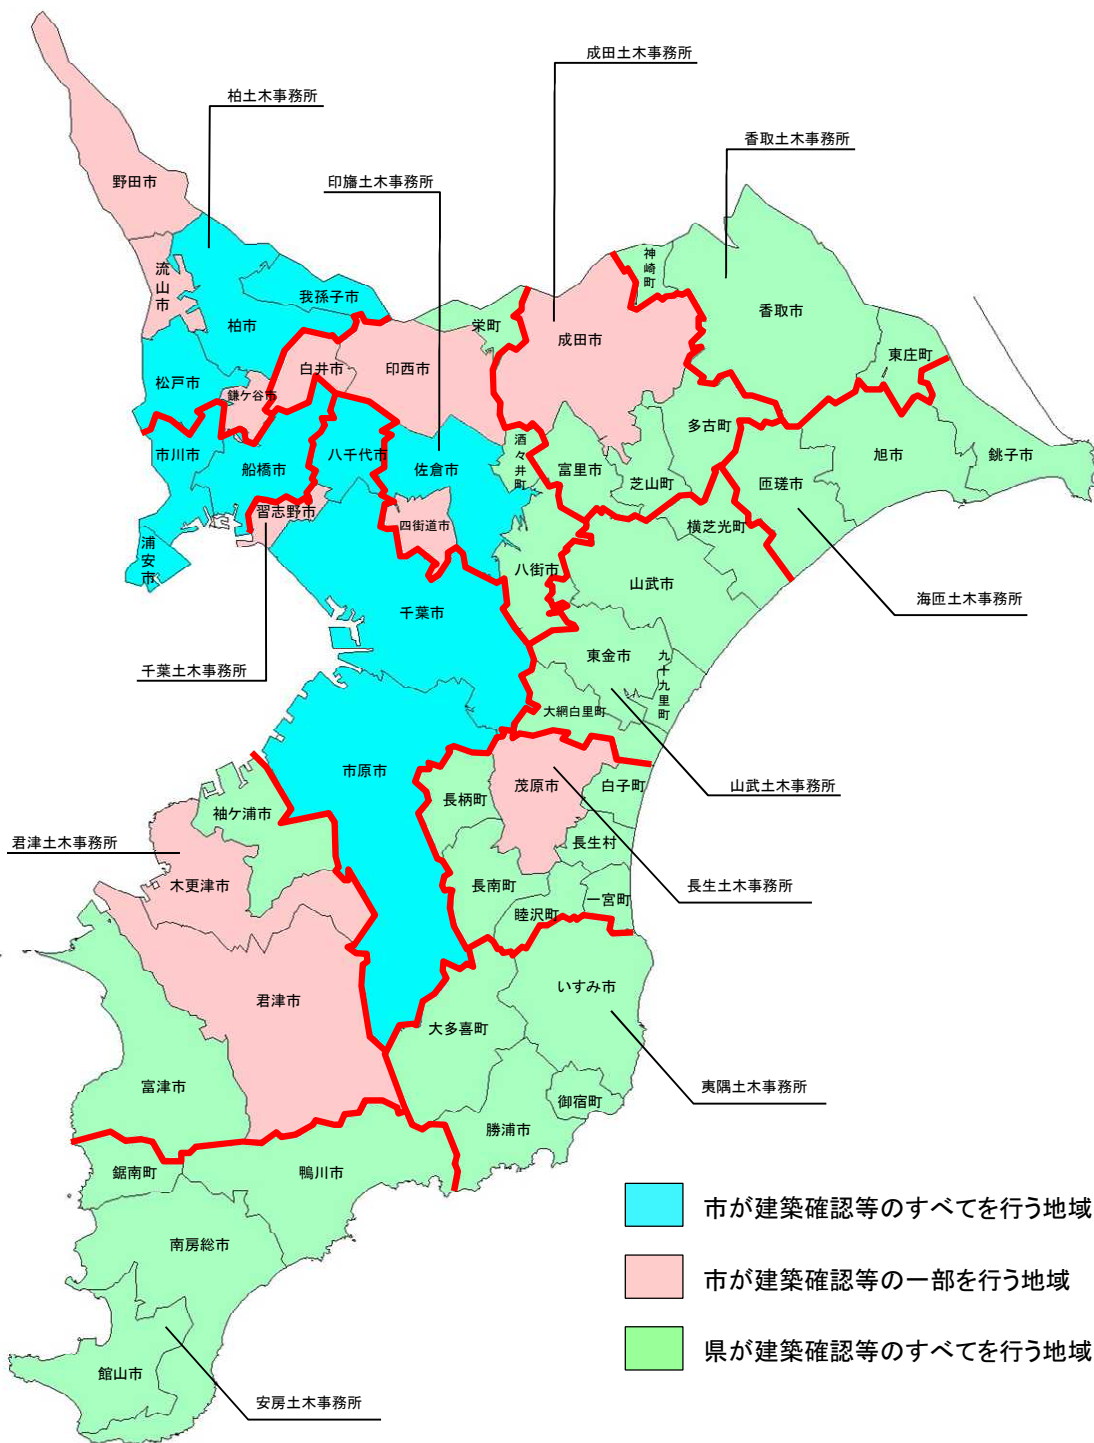 成田土木事務所
柏土木事務所
香取土木事務所
印旛土木事務所
野田市
神崎町
流山市
我孫子市
香取市
柏市
栄町
成田市
東庄町
白井市
印西市
松戸市
鎌ケ谷市
多古町
酒々井町
市川市
船橋市
八千代市
佐倉市
富里市
旭市
銚子市
芝山町
匝瑳市
習志野市
四街道市
横芝光町
浦安市
八街市
山武市
海匝土木事務所
千葉市
東金市
九十九里町
千葉土木事務所
大網白里町
市原市
茂原市
白子町
山武土木事務所
長柄町
袖ケ浦市
君津土木事務所
長生村
木更津市
長南町
長生土木事務所
一宮町
睦沢町
いすみ市
君津市
大多喜町
富津市
夷隅土木事務所
御宿町
勝浦市
鋸南町
鴨川市
市が建築確認等のすべてを行う地域
南房総市
市が建築確認等の一部を行う地域
県が建築確認等のすべてを行う地域
館山市
安房土木事務所